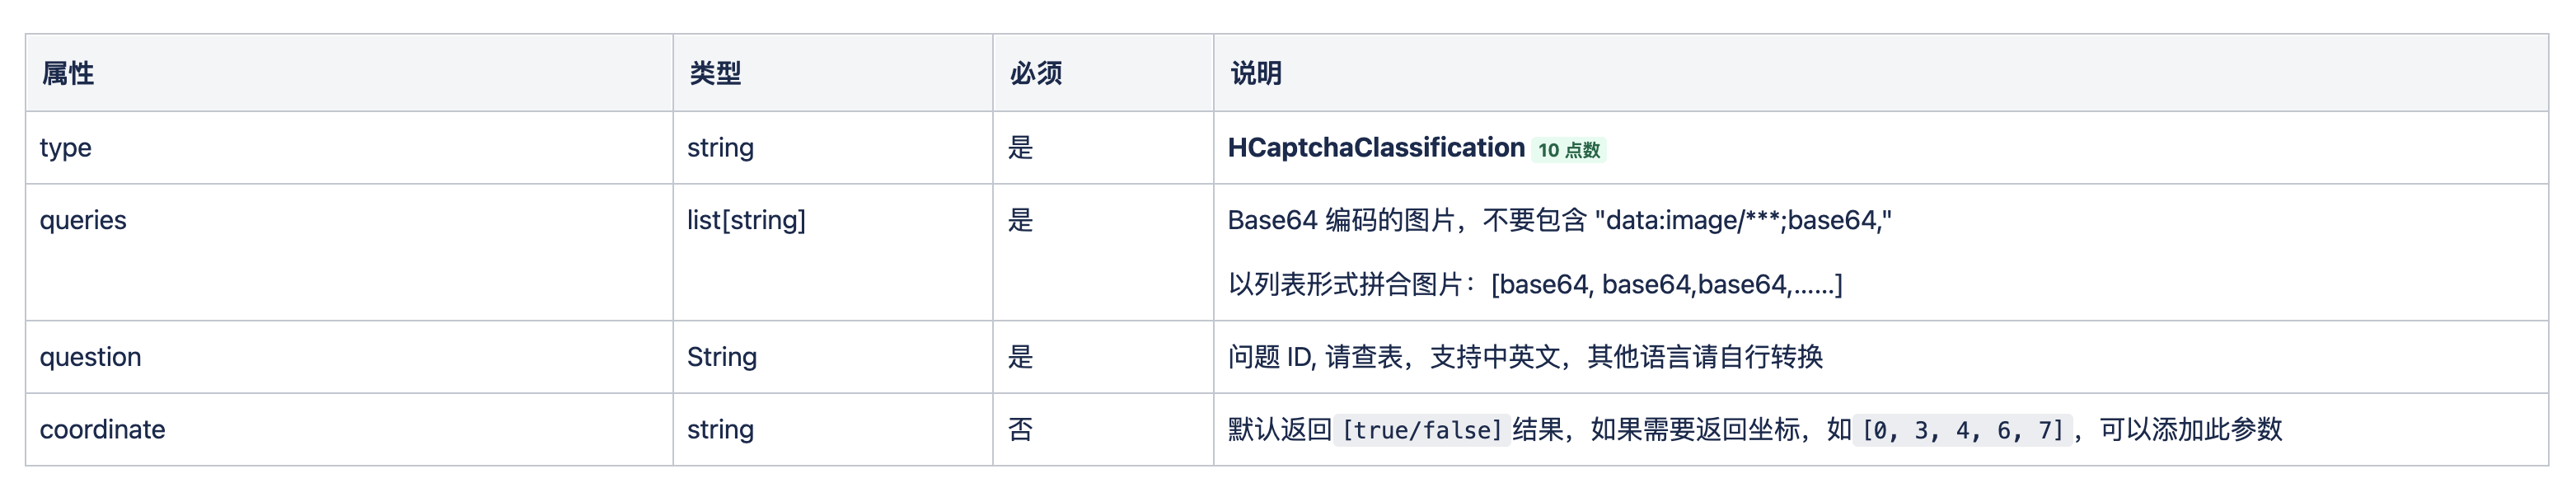 属性 类型 必须 说明
type string 是 HCaptchaClassification 10 点数
queries list[string] 是 Base64 编码的图片，不要包含 "data:image/***;base64,"
以列表形式拼合图片：[base64, base64,base64,......]
question String 是 问题 ID, 请查表，支持中英文，其他语言请自行转换
coordinate string 否 默认返回 [true/false] 结果，如果需要返回坐标，如 [0, 3, 4, 6, 7] ，可以添加此参数